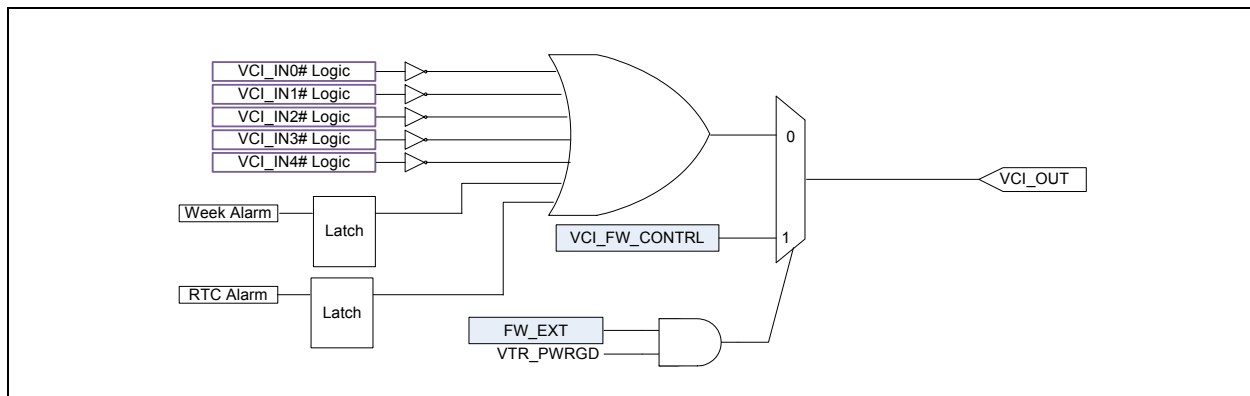 VCI_IN0# Logic
VCI_IN1# Logic
VCI_IN2# Logic
VCI_IN3# Logic
VCI_IN4# Logic
0
VCI_OUT
Week Alarm
Latch
VCI_FW_CONTRL
1
RTC Alarm
Latch
FW_EXT
VTR_PWRGD